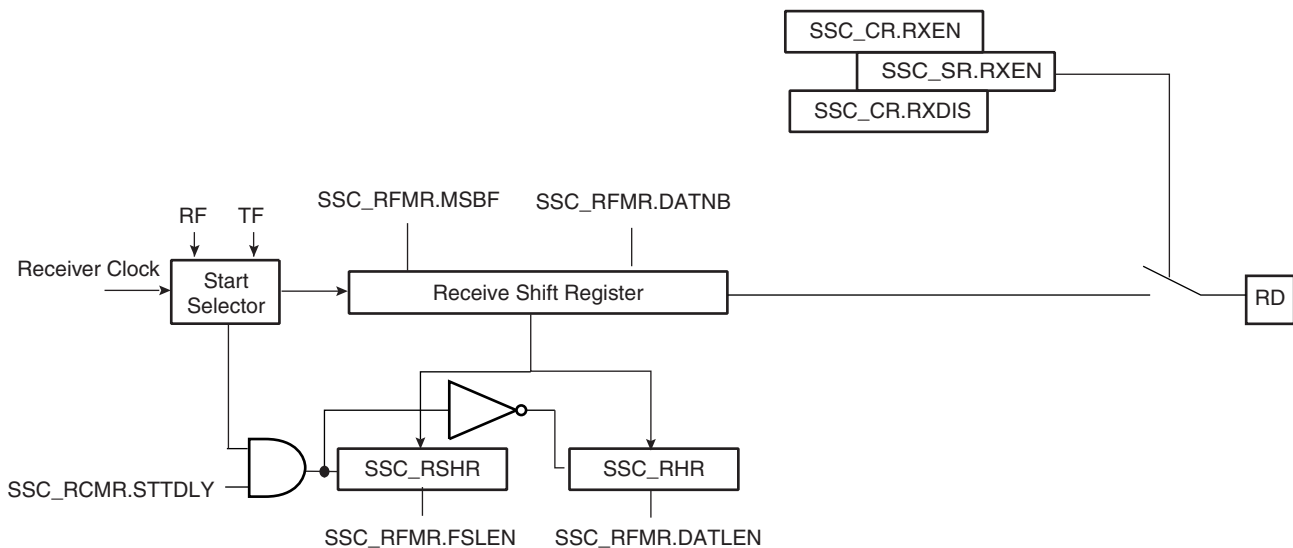 SSC_CR.RXEN
SSC_SR.RXEN
SSC_CR.RXDIS
SSC_RFMR.MSBF
SSC_RFMR.DATNB
RF
TF
Receiver Clock
Start
Selector
Receive Shift Register
RD
SSC_RSHR
SSC_RHR
SSC_RCMR.STTDLY
SSC_RFMR.FSLEN
SSC_RFMR.DATLEN